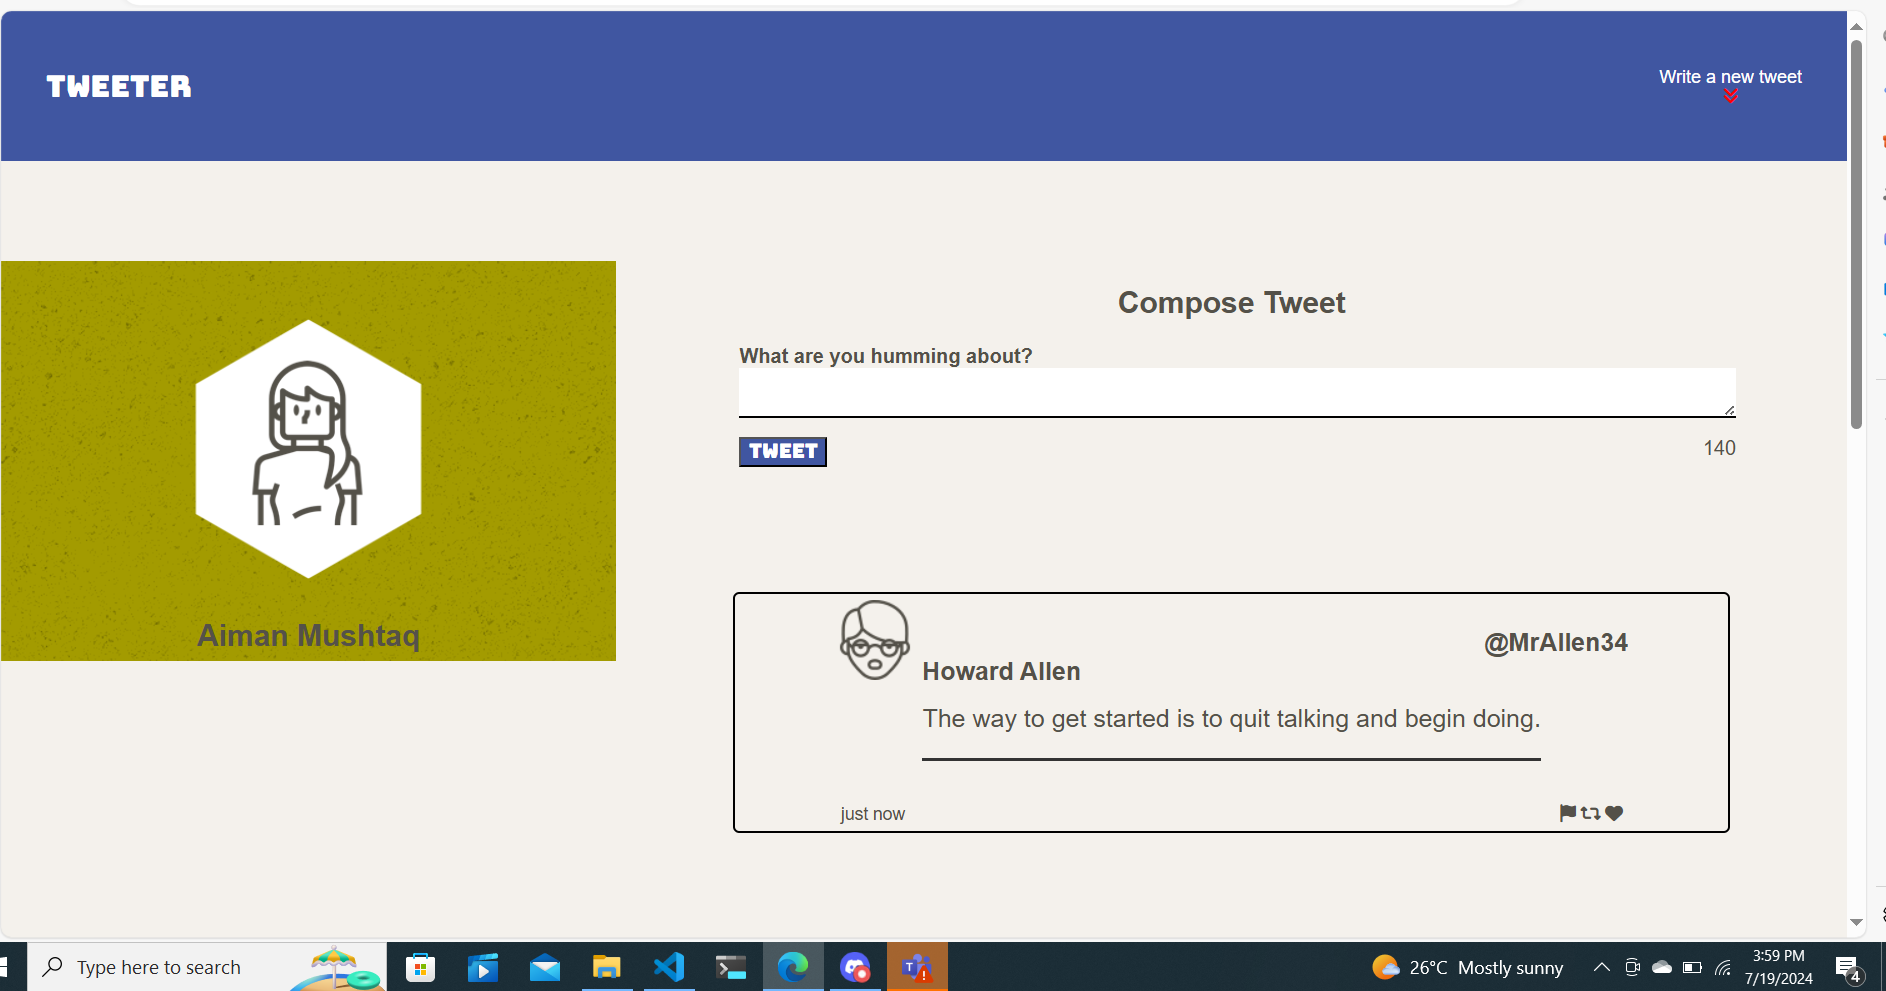 TWEETER
Write a new tweet
Compose Tweet
What are you humming about?
TWEET
140
Aiman Mushtaq
@MrAllen34
Howard Allen
The way to get started is to quit talking and begin doing.
just now
Type here to search
26°C Mostly sunny
3:59 PM
7/19/2024
4